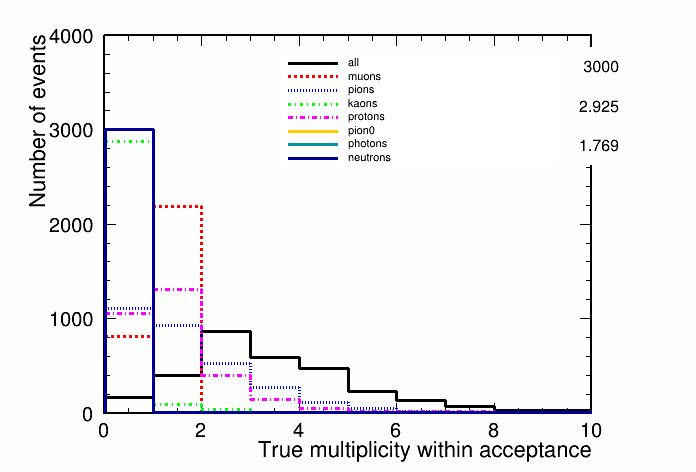 Number of events
4000
3000
2000
1000
0
all
muons
pions
kaons
protons
pion0
photons
neutrons
3000
2.925
1.769
0 2 4 6 8 10
True multiplicity within acceptance